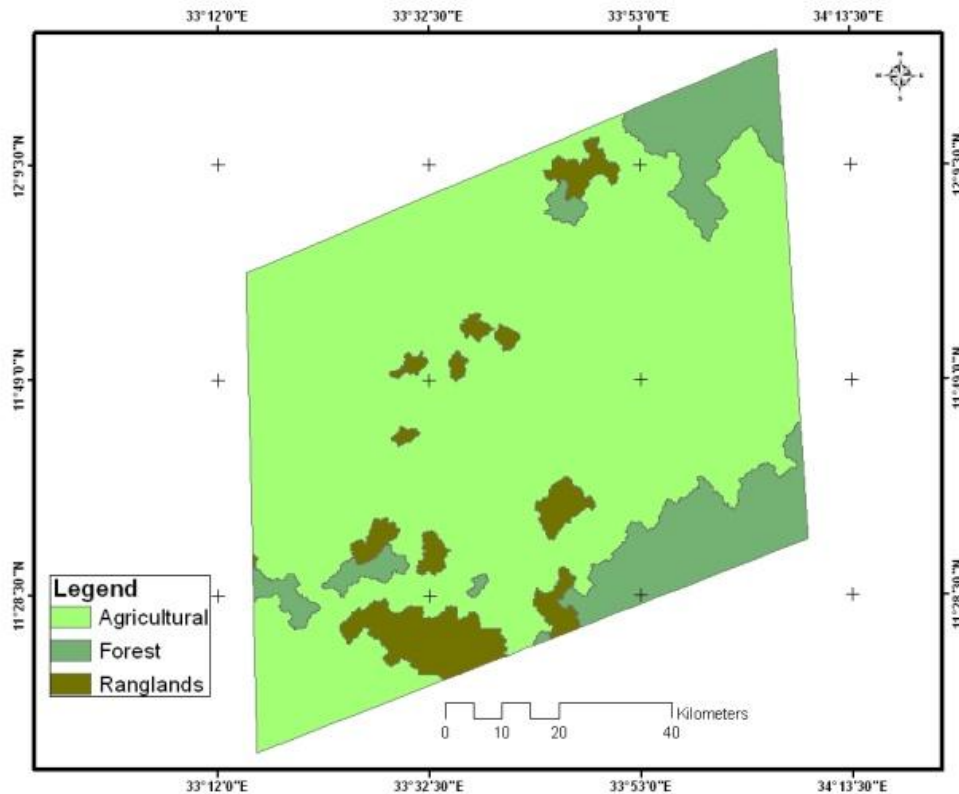 33°12'0"E 33°32'30"E 33°53'0"E 34°13'30"E
N
W E
S
12°9'30"N 12°9'30"N
11°49'0"N 11°49'0"N
11°28'30"N 11°28'30"N
Legend
Agricultural
Forest
Ranglands
Kilometers
0 10 20 40
33°12'0"E 33°32'30"E 33°53'0"E 34°13'30"E